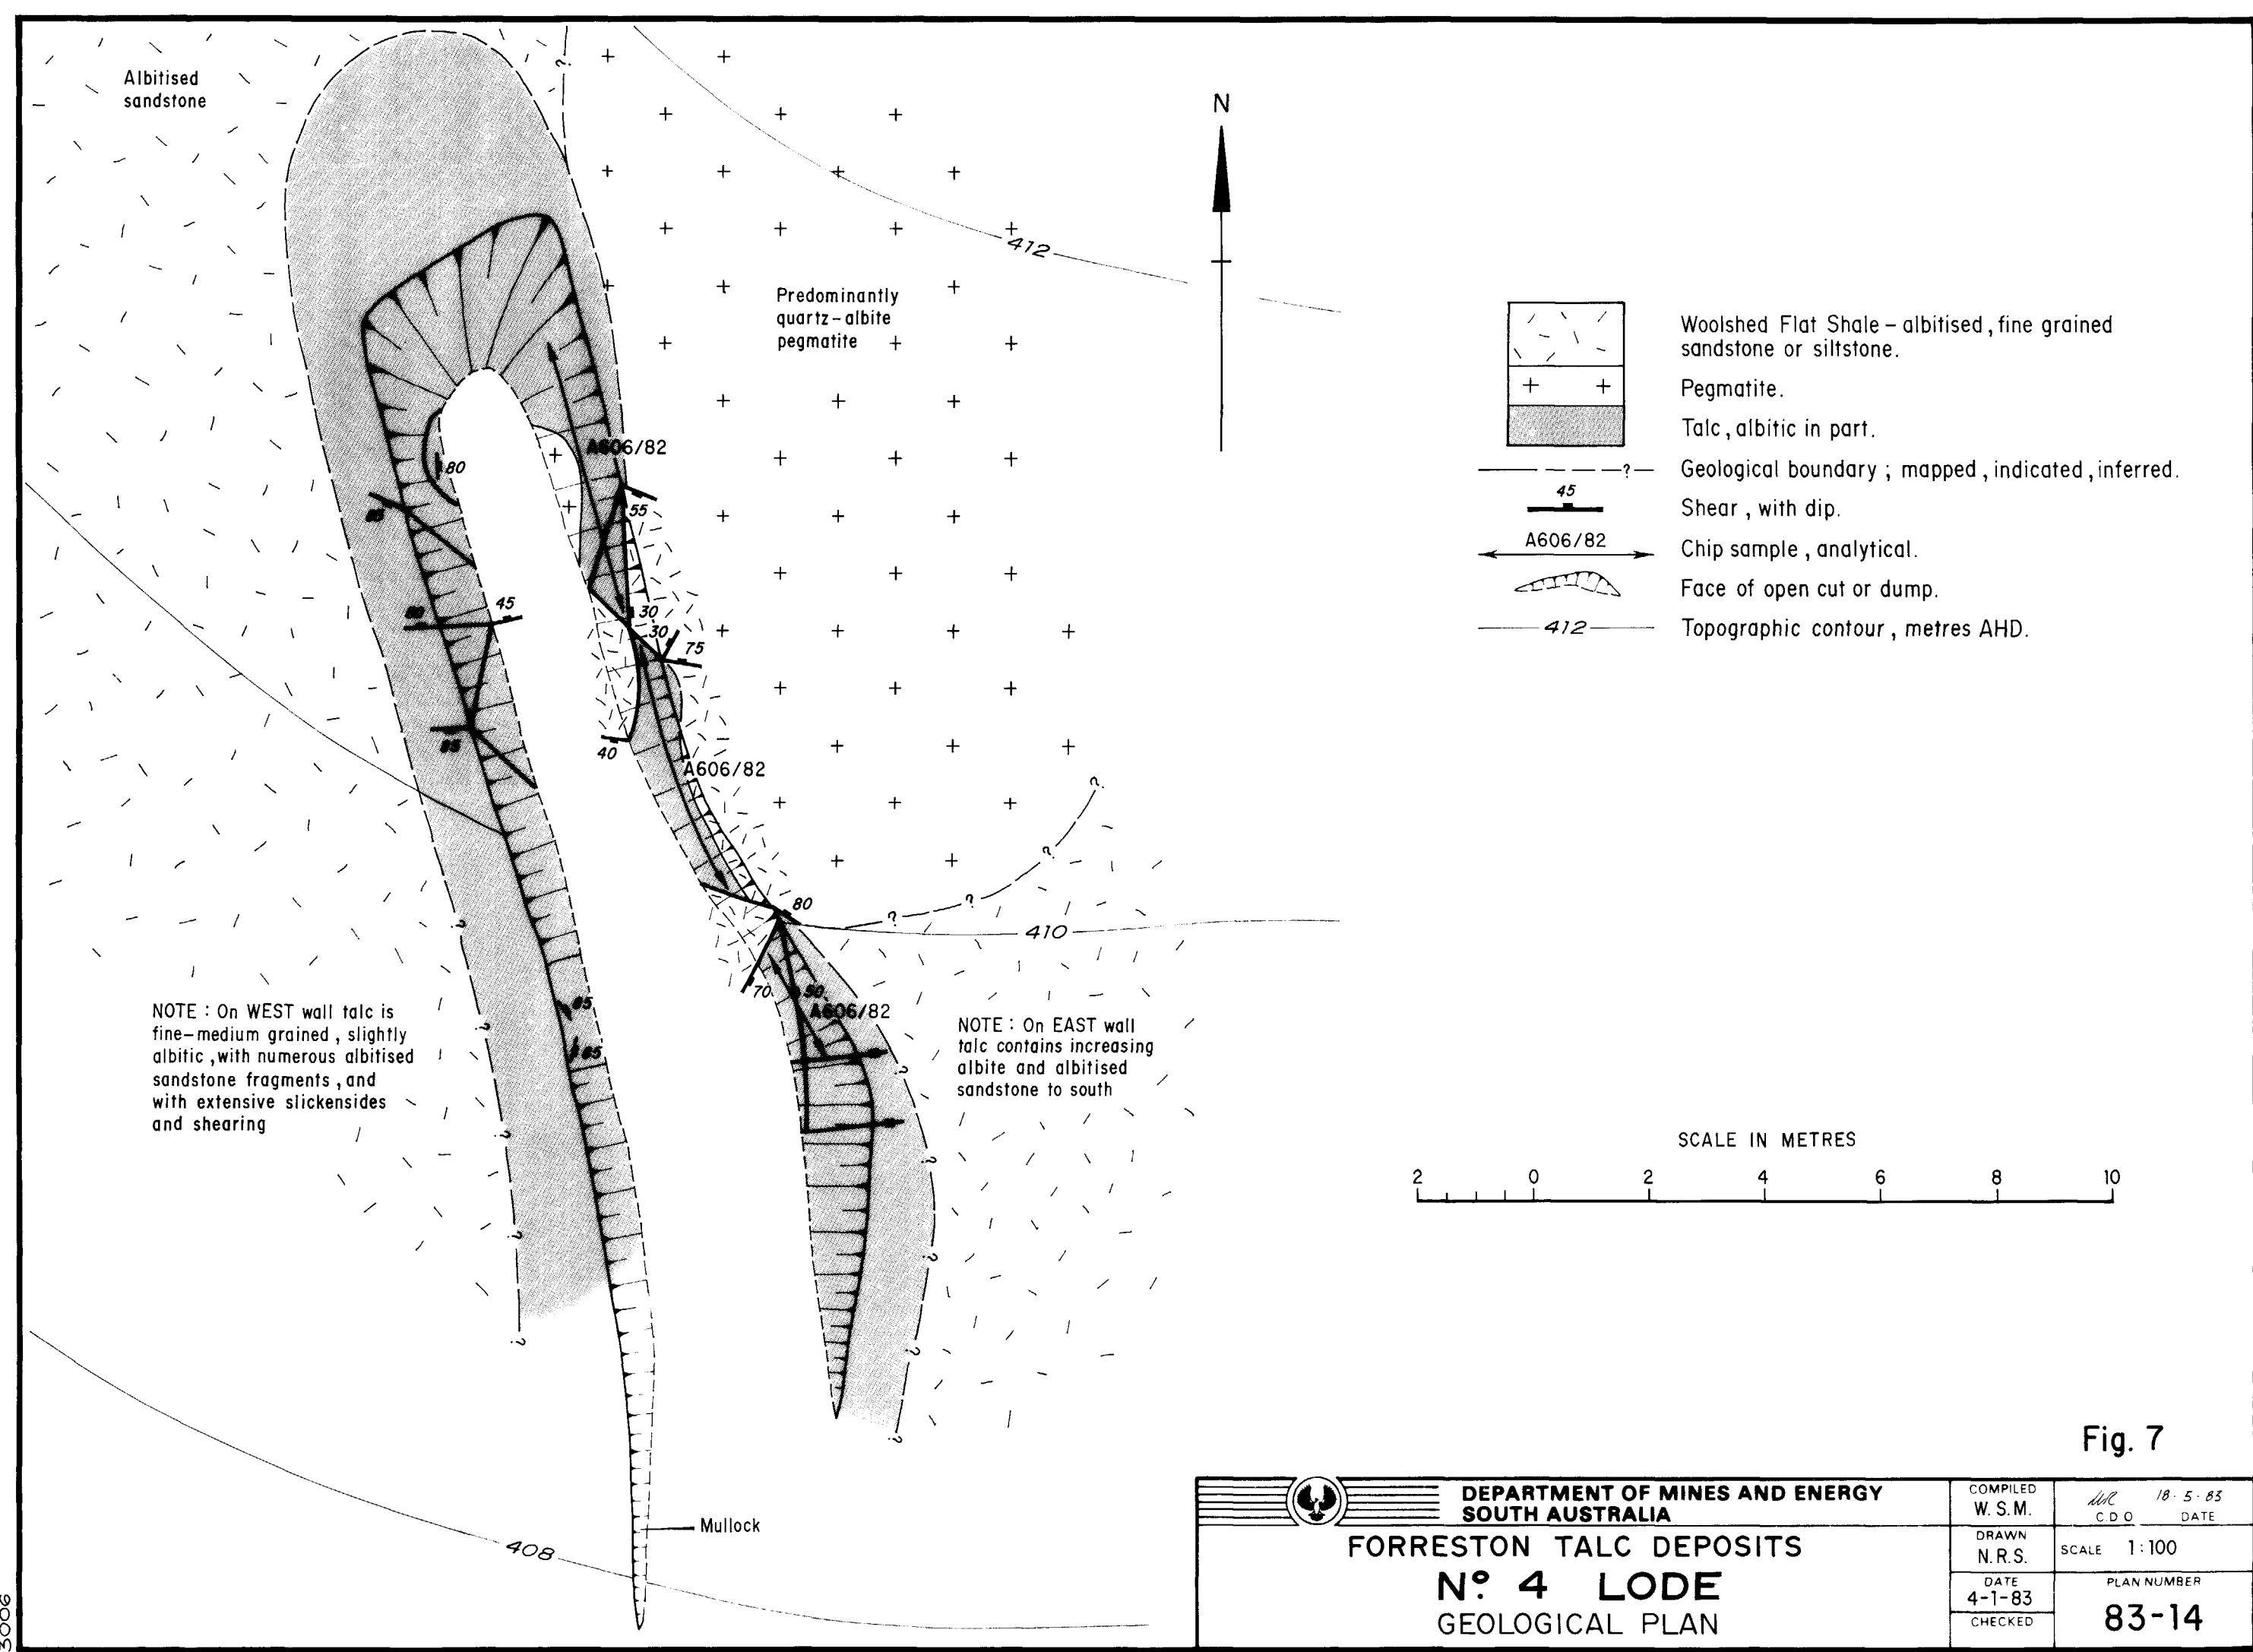 Albitised
sandstone
N
412
Predominantly
quartz-albite
pegmatite
Woolshed Flat Shale – albitised, fine grained
sandstone or siltstone.
Pegmatite.
Talc, albitic in part.
?
Geological boundary ; mapped, indicated, inferred.
45
Shear, with dip.
A606/82
Chip sample, analytical.
Face of open cut or dump.
412
Topographic contour, metres AHD.
A606/82
80
85
55
80
45
30
30
75
85
40
A606/82
80
410
70
A606/82
85
85
NOTE : On WEST wall talc is
fine-medium grained, slightly
albitic, with numerous albitised
sandstone fragments, and
with extensive slickensides
and shearing
NOTE : On EAST wall
talc contains increasing
albite and albitised
sandstone to south
SCALE IN METRES
2 0 2 4 6 8 10
Mullock
408
Fig. 7
DEPARTMENT OF MINES AND ENERGY
SOUTH AUSTRALIA
FORRESTON TALC DEPOSITS
Nº 4 LODE
GEOLOGICAL PLAN
COMPILED
W.S.M.
DRAWN
N.R.S.
DATE
4-1-83
CHECKED
18.5.83
C.D.O DATE
SCALE 1:100
PLAN NUMBER
83-14